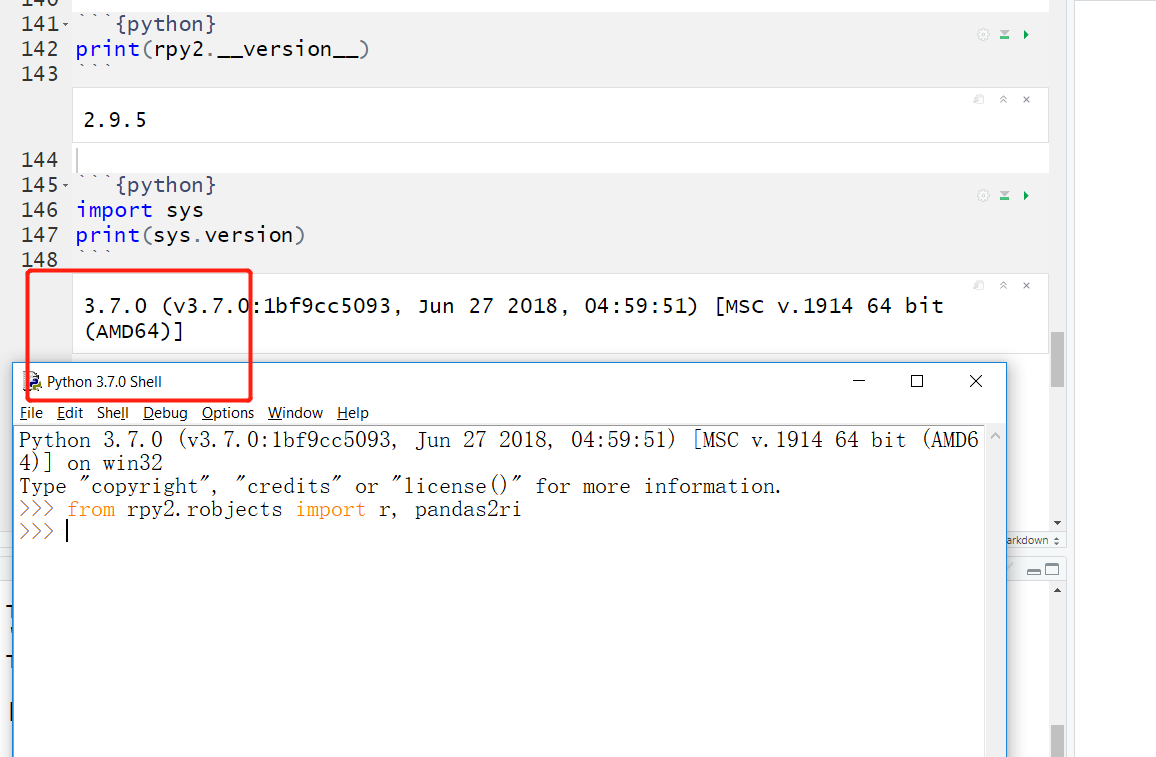 140
141 ```{python}
142 print(rpy2.__version__)
143 ```
2.9.5
144
145 ```{python}
146 import sys
147 print(sys.version)
148 ```
3.7.0 (v3.7.0:1bf9cc5093, Jun 27 2018, 04:59:51) [MSC v.1914 64 bit
(AMD64)]
Python 3.7.0 Shell
File Edit Shell Debug Options Window Help
Python 3.7.0 (v3.7.0:1bf9cc5093, Jun 27 2018, 04:59:51) [MSC v.1914 64 bit (AMD6
4)] on win32
Type "copyright", "credits" or "license()" for more information.
>>> from rpy2.robjects import r, pandas2ri
>>>
arkdown